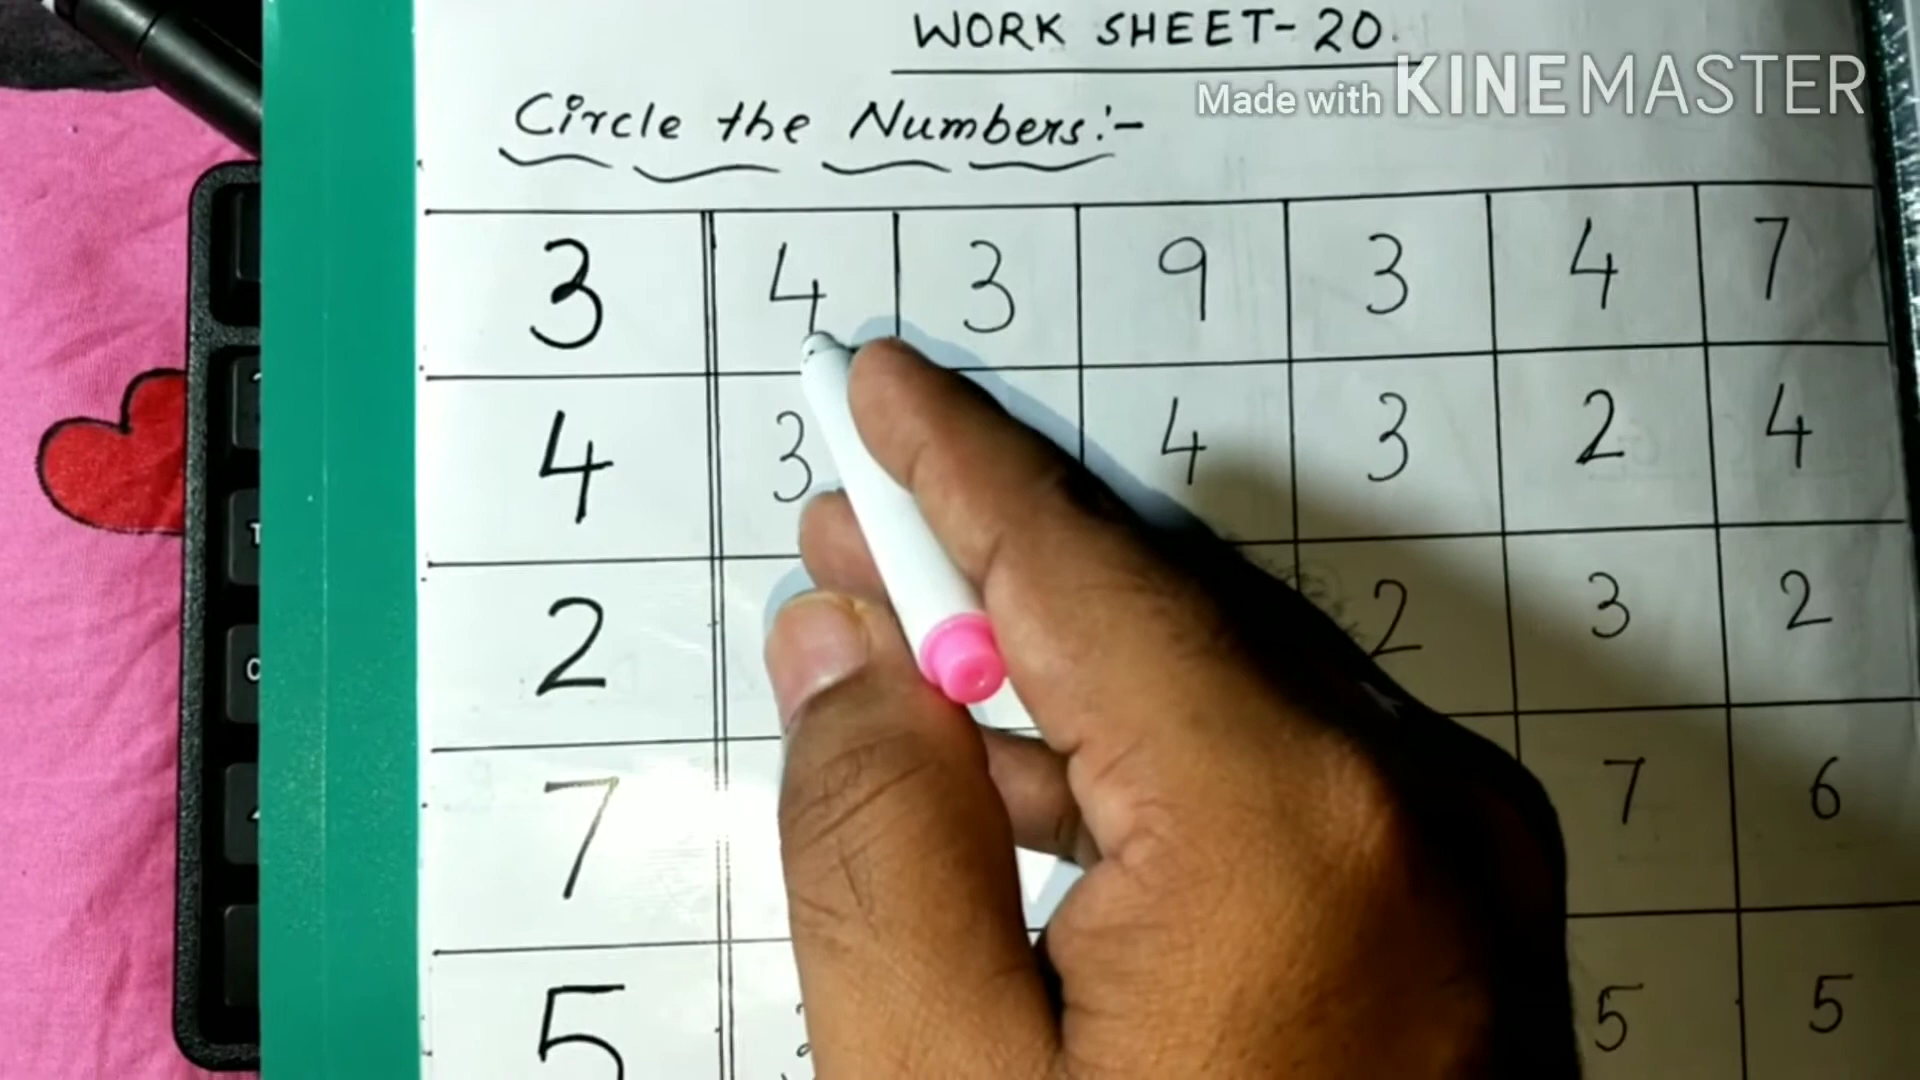 WORK SHEET-20.
Made with KINEMASTER
Circle the Numbers:-
3 4 3 9 3 4 7
4 3 4 3 2 4
2 2 3 2
7 7 6
5 5 5